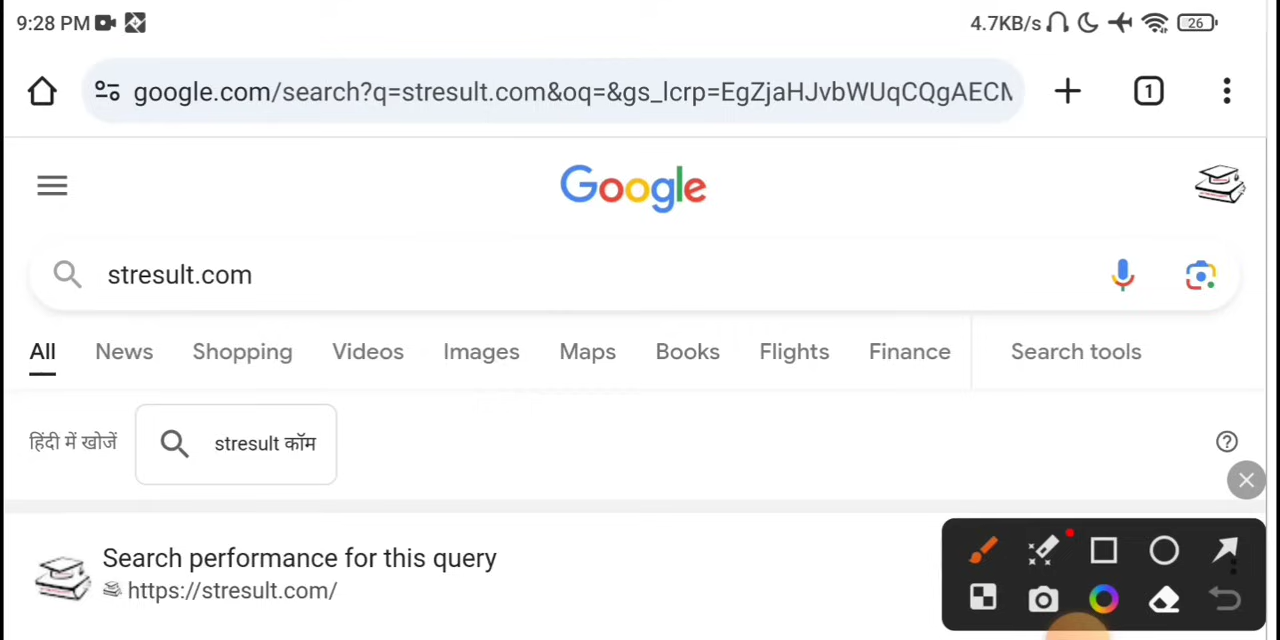 9:28 PM 4.7KB/s 26
google.com/search?q=stresult.com&oq=&gs_lcrp=EgZjaHJvbWUqCQgAECM
1
Google
stresult.com
All News Shopping Videos Images Maps Books Flights Finance Search tools
हिंदी में खोजें stresult कॉम
Search performance for this query
https://stresult.com/